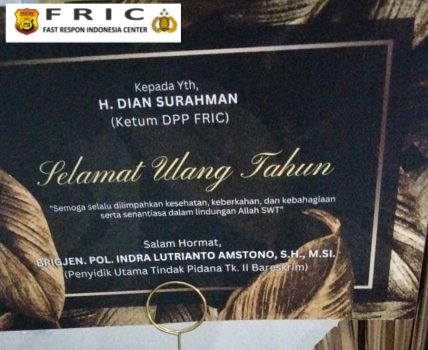 FRIC
FAST RESPON INDONESIA CENTER
Kepada Yth,
H. DIAN SURAHMAN
(Ketum DPP FRIC)
Selamat Ulang Tahun
"Semoga selalu dilimpahkan kesehatan, keberkahan, dan kebahagiaan
serta senantiasa dalam lindungan Allah SWT"
Salam Hormat,
BRIGJEN. POL. INDRA LUTRIANTO AMSTONO, S.H., M.SI.
(Penyidik Utama Tindak Pidana Tk. II Bareskrim)